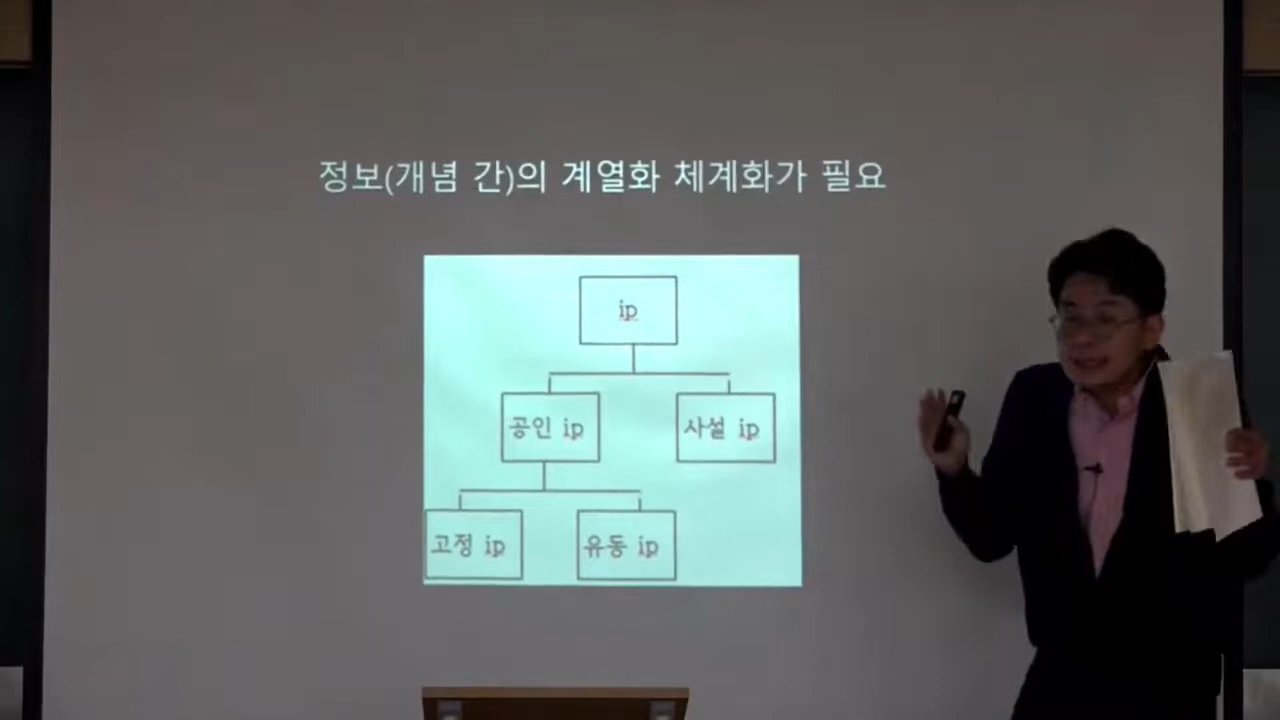 정보(개념 간)의 계열화 체계화가 필요
ip
공인 ip
사설 ip
고정 ip
유동 ip